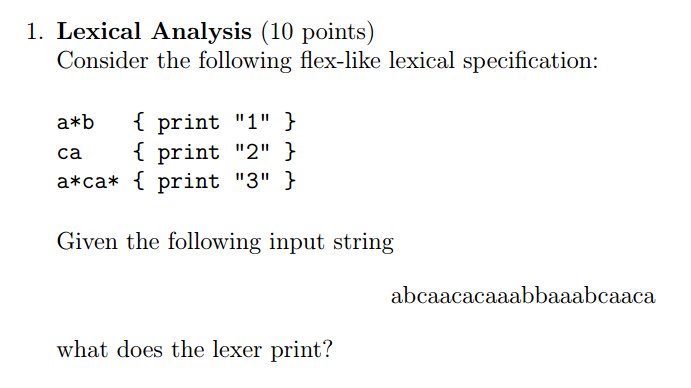 1. Lexical Analysis (10 points)
Consider the following flex-like lexical specification:
a*b { print "1" }
ca { print "2" }
a*ca* { print "3" }
Given the following input string
abcaacacaaabbaaabcaaca
what does the lexer print?